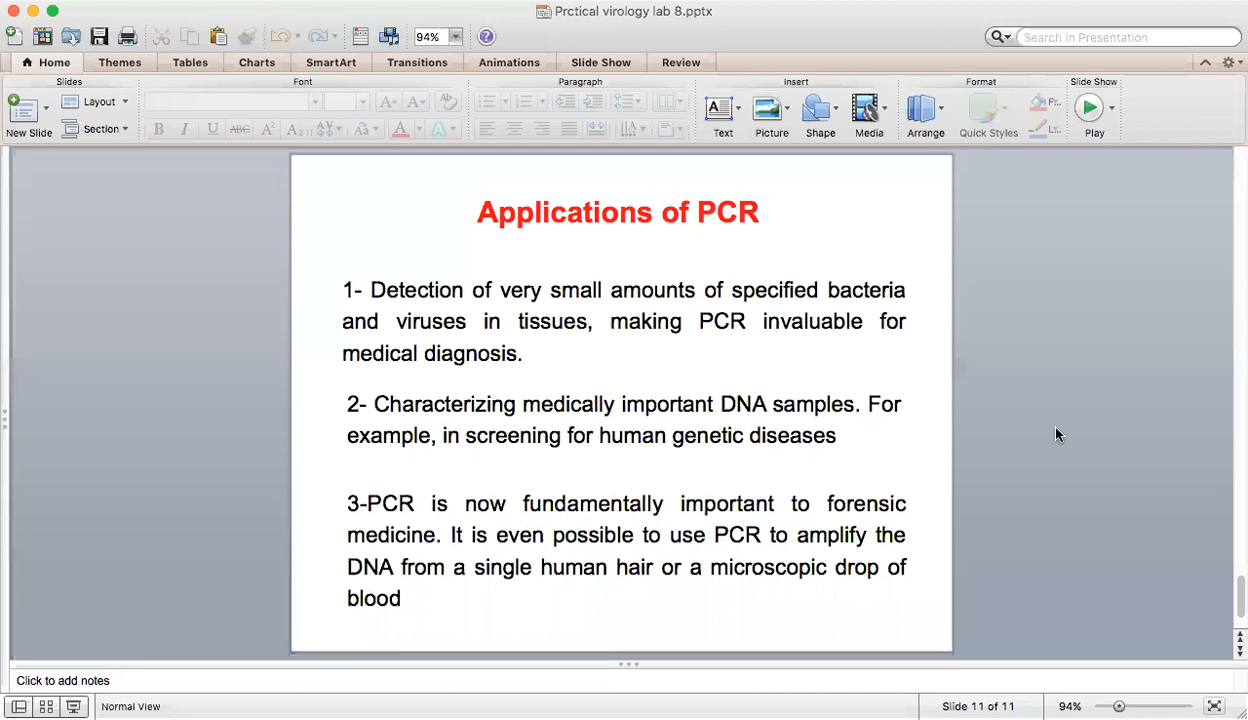 Prctical virology lab 8.pptx
94%
Search in Presentation
Home Themes Tables Charts SmartArt Transitions Animations Slide Show Review
Slides Font Paragraph Insert Format Slide Show
New Slide Layout Section
B I U ABC A² A₂ Aa A
Text Picture Shape Media Arrange Quick Styles Play
Applications of PCR
1- Detection of very small amounts of specified bacteria
and viruses in tissues, making PCR invaluable for
medical diagnosis.
2- Characterizing medically important DNA samples. For
example, in screening for human genetic diseases
3-PCR is now fundamentally important to forensic
medicine. It is even possible to use PCR to amplify the
DNA from a single human hair or a microscopic drop of
blood
Click to add notes
Normal View Slide 11 of 11 94%